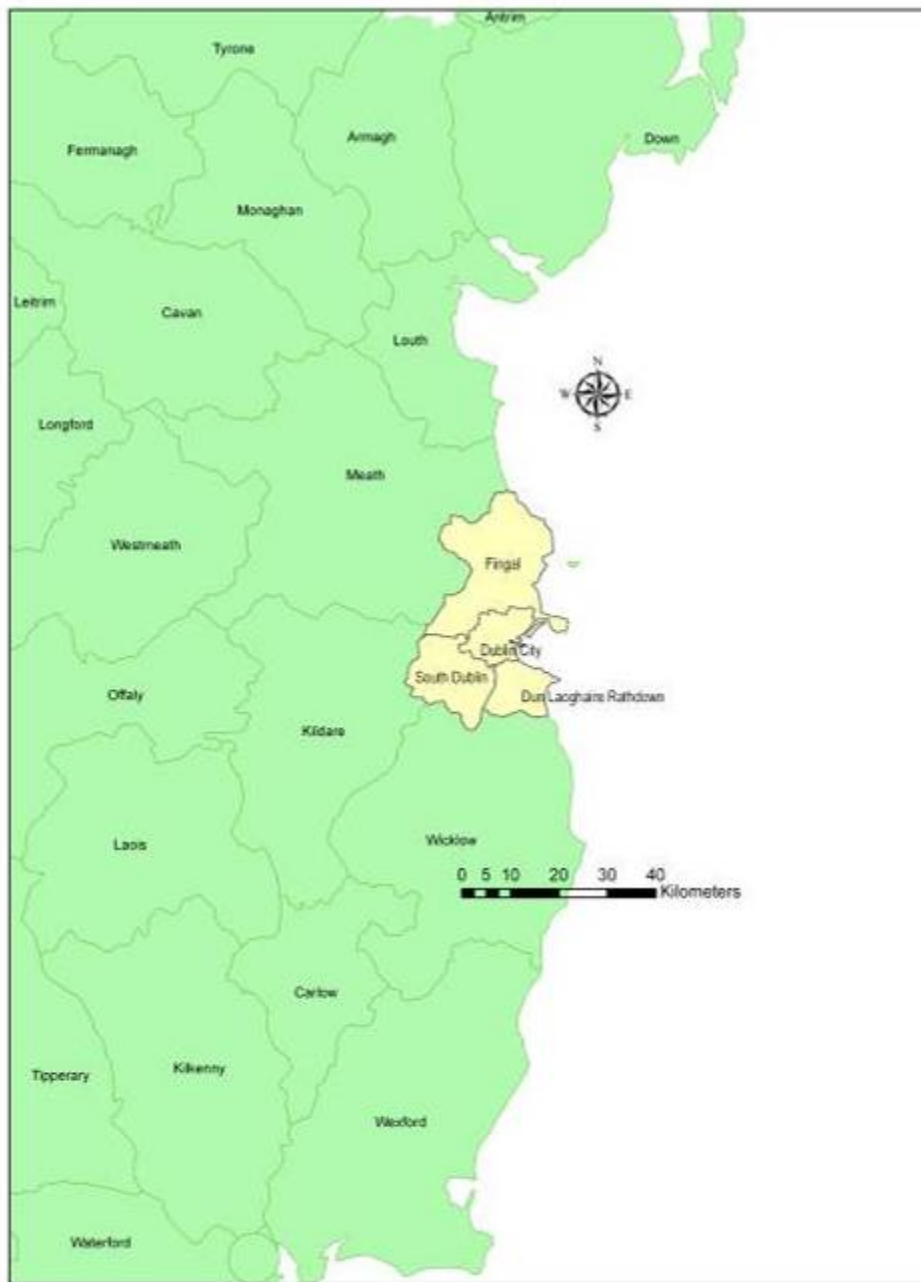 Antrim
Tyrone
Armagh
Down
Fermanagh
Monaghan
Leitrim
Cavan
Louth
N
W E
S
Longford
Meath
Westmeath
Fingal
Dublin City
South Dublin
Dun Laoghaire Rathdown
Offaly
Kildare
Laois
Wicklow
0 5 10 20 30 40
Kilometers
Carlow
Kilkenny
Tipperary
Wexford
Waterford